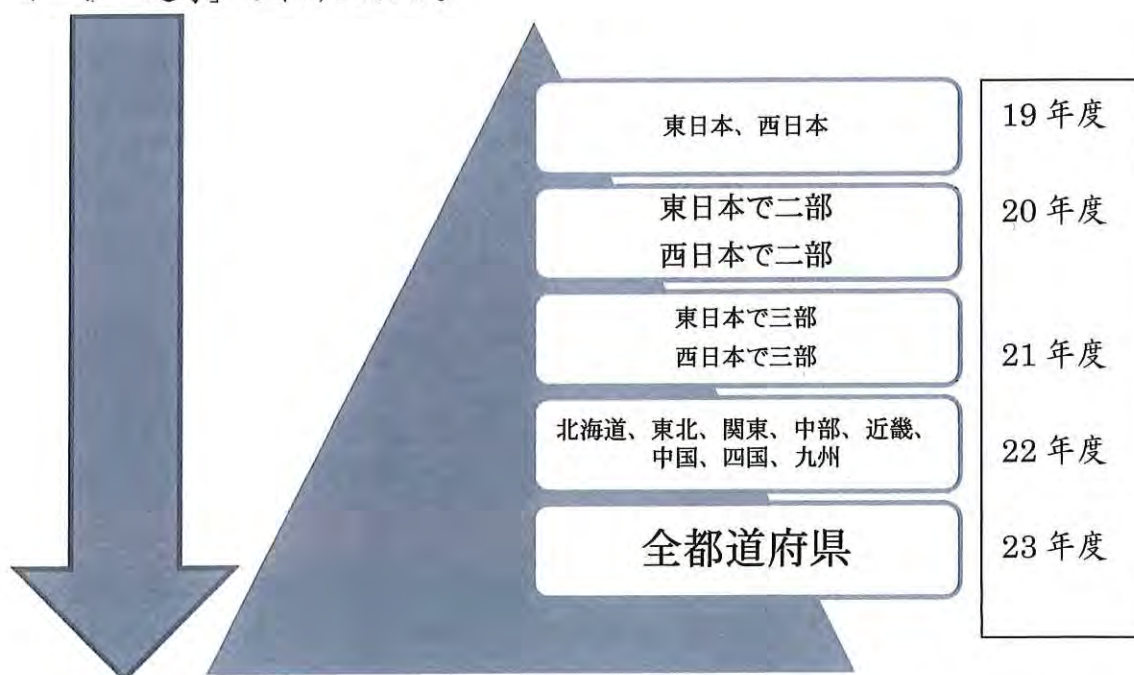 東日本、西日本
19 年度
東日本で二部
西日本で二部
20 年度
東日本で三部
西日本で三部
21 年度
北海道、東北、関東、中部、近畿、
中国、四国、九州
22 年度
全都道府県
23 年度